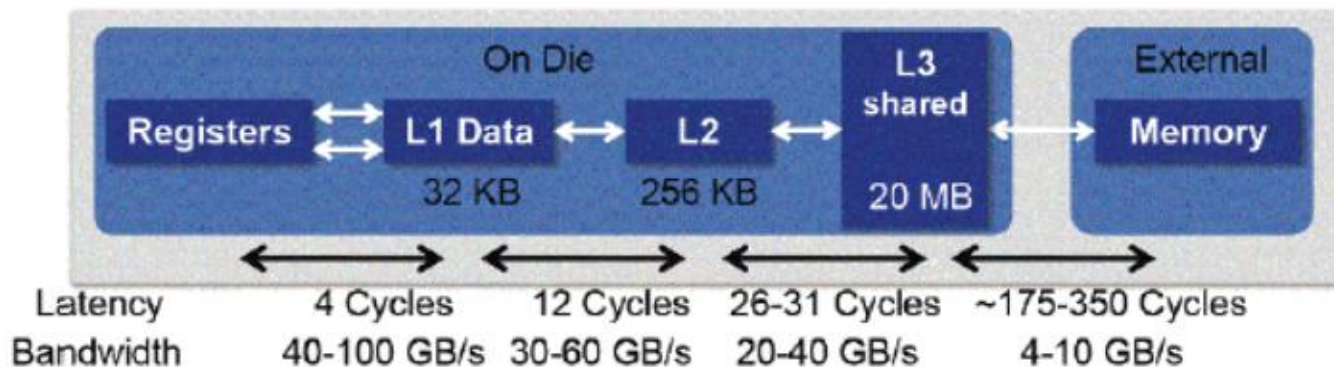 On Die
L3
shared
External
Registers
L1 Data
L2
Memory
32 KB
256 KB
20 MB
Latency 4 Cycles 12 Cycles 26-31 Cycles ~175-350 Cycles
Bandwidth 40-100 GB/s 30-60 GB/s 20-40 GB/s 4-10 GB/s